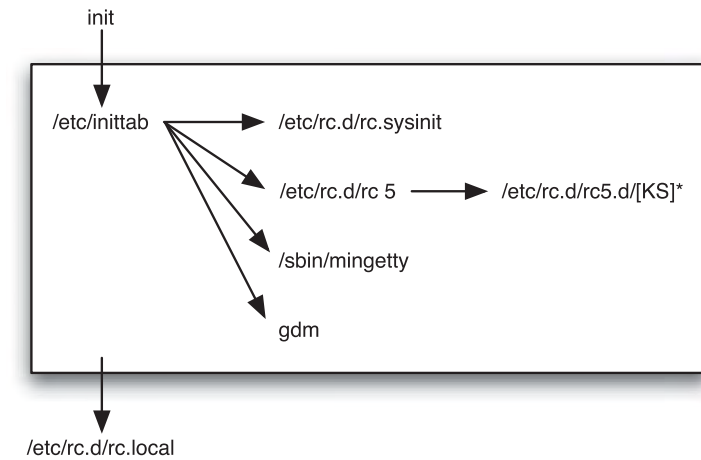 init
/etc/inittab
/etc/rc.d/rc.sysinit
/etc/rc.d/rc 5
/etc/rc.d/rc5.d/[KS]*
/sbin/mingetty
gdm
/etc/rc.d/rc.local